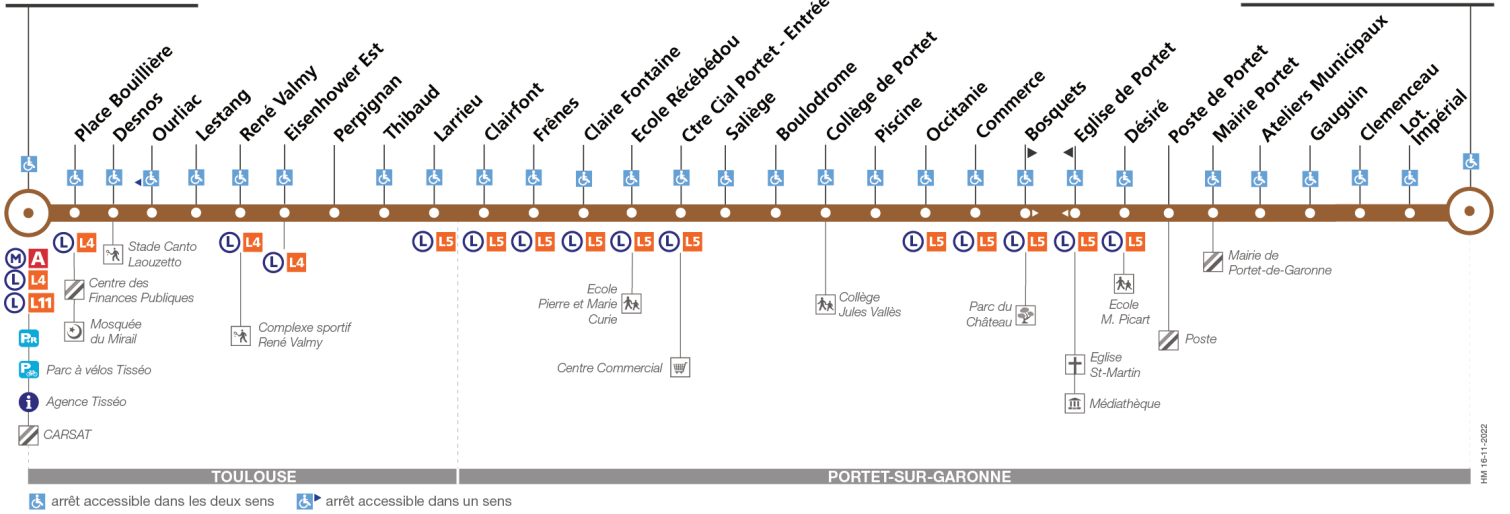 Place Bouillière
Desnos
Ourliac
Lestang
René Valmy
Eisenhower Est
Perpignan
Thibaud
Larrieu
Clairfont
Frênes
Claire Fontaine
Ecole Récébédou
Ctre Cial Portet - Entrée
Saliège
Boulodrome
Collège de Portet
Piscine
Occitanie
Commerce
Bosquets
Eglise de Portet
Désiré
Poste de Portet
Mairie Portet
Ateliers Municipaux
Gauguin
Clemenceau
Lot.
Impérial
M A
L L4
L L11
P+R
Parc à vélos Tisséo
i Agence Tisséo
CARSAT
L L4
Centre des
Finances Publiques
Mosquée
du Mirail
Stade Canto
Laouzetto
L L4
Complexe sportif
René Valmy
L L4
L L5
L L5
L L5
L L5
L L5
Ecole
Pierre et Marie
Curie
L L5
Centre Commercial
Collège
Jules Vallès
L L5
L L5
L L5
Parc du
Château
L L5
Eglise
St-Martin
Médiathèque
L L5
Ecole
M. Picart
Poste
Mairie de
Portet-de-Garonne
TOULOUSE
PORTET-SUR-GARONNE
HM 16-11-2022
arrêt accessible dans les deux sens
arrêt accessible dans un sens